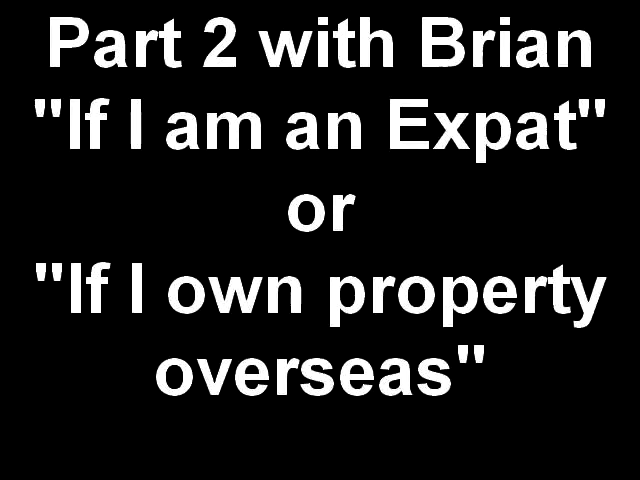 Part 2 with Brian
"If I am an Expat"
or
"If I own property
overseas"